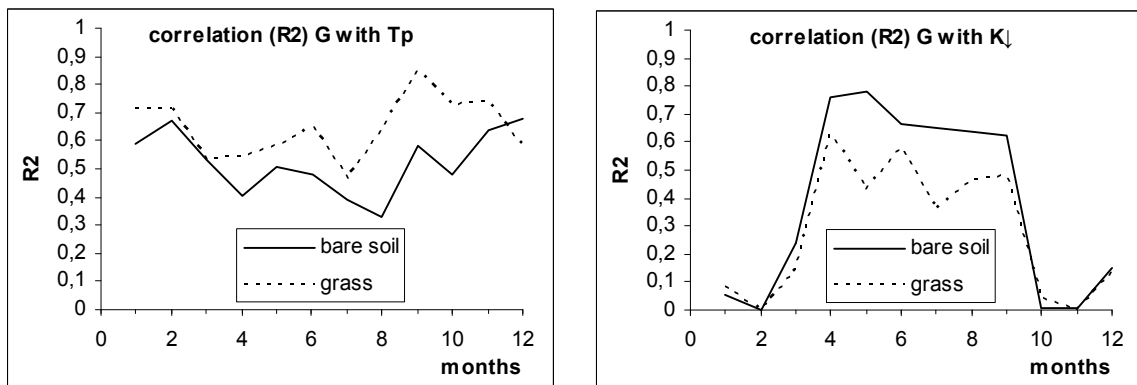 correlation (R2) G with Tp
R2
1
0,9
0,8
0,7
0,6
0,5
0,4
0,3
0,2
0,1
0
bare soil
grass
0 2 4 6 8 10 12
months
correlation (R2) G with K↓
R2
1
0,9
0,8
0,7
0,6
0,5
0,4
0,3
0,2
0,1
0
bare soil
grass
0 2 4 6 8 10 12
months